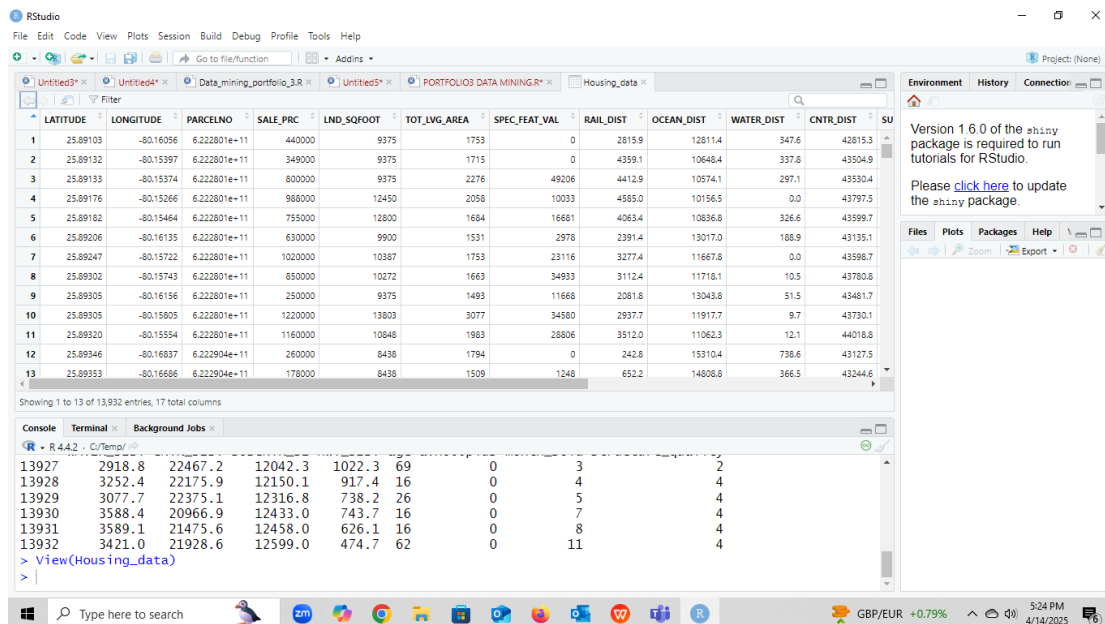 RStudio
File Edit Code View Plots Session Build Debug Profile Tools Help
Go to file/function Addins Project: (None)
Untitled3* Untitled4* Data_mining_portfolio_3.R Untitled5* PORTFOLIO3 DATA MINING.R* Housing_data
Filter
LATITUDE LONGITUDE PARCELNO SALE_PRC LND_SQFOOT TOT_LVG_AREA SPEC_FEAT_VAL RAIL_DIST OCEAN_DIST WATER_DIST CNTR_DIST SU
1 25.89103 -80.16056 6.222801e+11 440000 9375 1753 0 2815.9 12811.4 347.6 42815.3
2 25.89132 -80.15397 6.222801e+11 349000 9375 1715 0 4359.1 10648.4 337.8 43504.9
3 25.89133 -80.15374 6.222801e+11 800000 9375 2276 49206 4412.9 10574.1 297.1 43530.4
4 25.89176 -80.15266 6.222801e+11 988000 12450 2058 10033 4585.0 10156.5 0.0 43797.5
5 25.89182 -80.15464 6.222801e+11 755000 12800 1684 16681 4063.4 10836.8 326.6 43599.7
6 25.89206 -80.16135 6.222801e+11 630000 9900 1531 2978 2391.4 13017.0 188.9 43135.1
7 25.89247 -80.15722 6.222801e+11 1020000 10387 1753 23116 3277.4 11667.8 0.0 43598.7
8 25.89302 -80.15743 6.222801e+11 850000 10272 1663 34933 3112.4 11718.1 10.5 43780.8
9 25.89305 -80.16156 6.222801e+11 250000 9375 1493 11668 2081.8 13043.8 51.5 43481.7
10 25.89305 -80.15805 6.222801e+11 1220000 13803 3077 34580 2937.7 11917.7 9.7 43730.1
11 25.89320 -80.15554 6.222801e+11 1160000 10848 1983 28806 3512.0 11062.3 12.1 44018.8
12 25.89346 -80.16837 6.222904e+11 260000 8438 1794 0 242.8 15310.4 738.6 43127.5
13 25.89353 -80.16686 6.222904e+11 178000 8438 1509 1248 652.2 14808.8 366.5 43244.6
Showing 1 to 13 of 13,932 entries, 17 total columns
Console Terminal Background Jobs
R 4.4.2 · C:/Temp/
13927 2918.8 22467.2 12042.3 1022.3 69 0 3 2
13928 3252.4 22175.9 12150.1 917.4 16 0 4 4
13929 3077.7 22375.1 12316.8 738.2 26 0 5 4
13930 3588.4 20966.9 12433.0 743.7 16 0 7 4
13931 3589.1 21475.6 12458.0 626.1 16 0 8 4
13932 3421.0 21928.6 12599.0 474.7 62 0 11 4
> View(Housing_data)
>
Environment History Connection
Version 1.6.0 of the shiny
package is required to run
tutorials for RStudio.
Please click here to update
the shiny package.
Files Plots Packages Help
Zoom Export
Type here to search
zm
GBP/EUR +0.79%
5:24 PM
4/14/2025
6